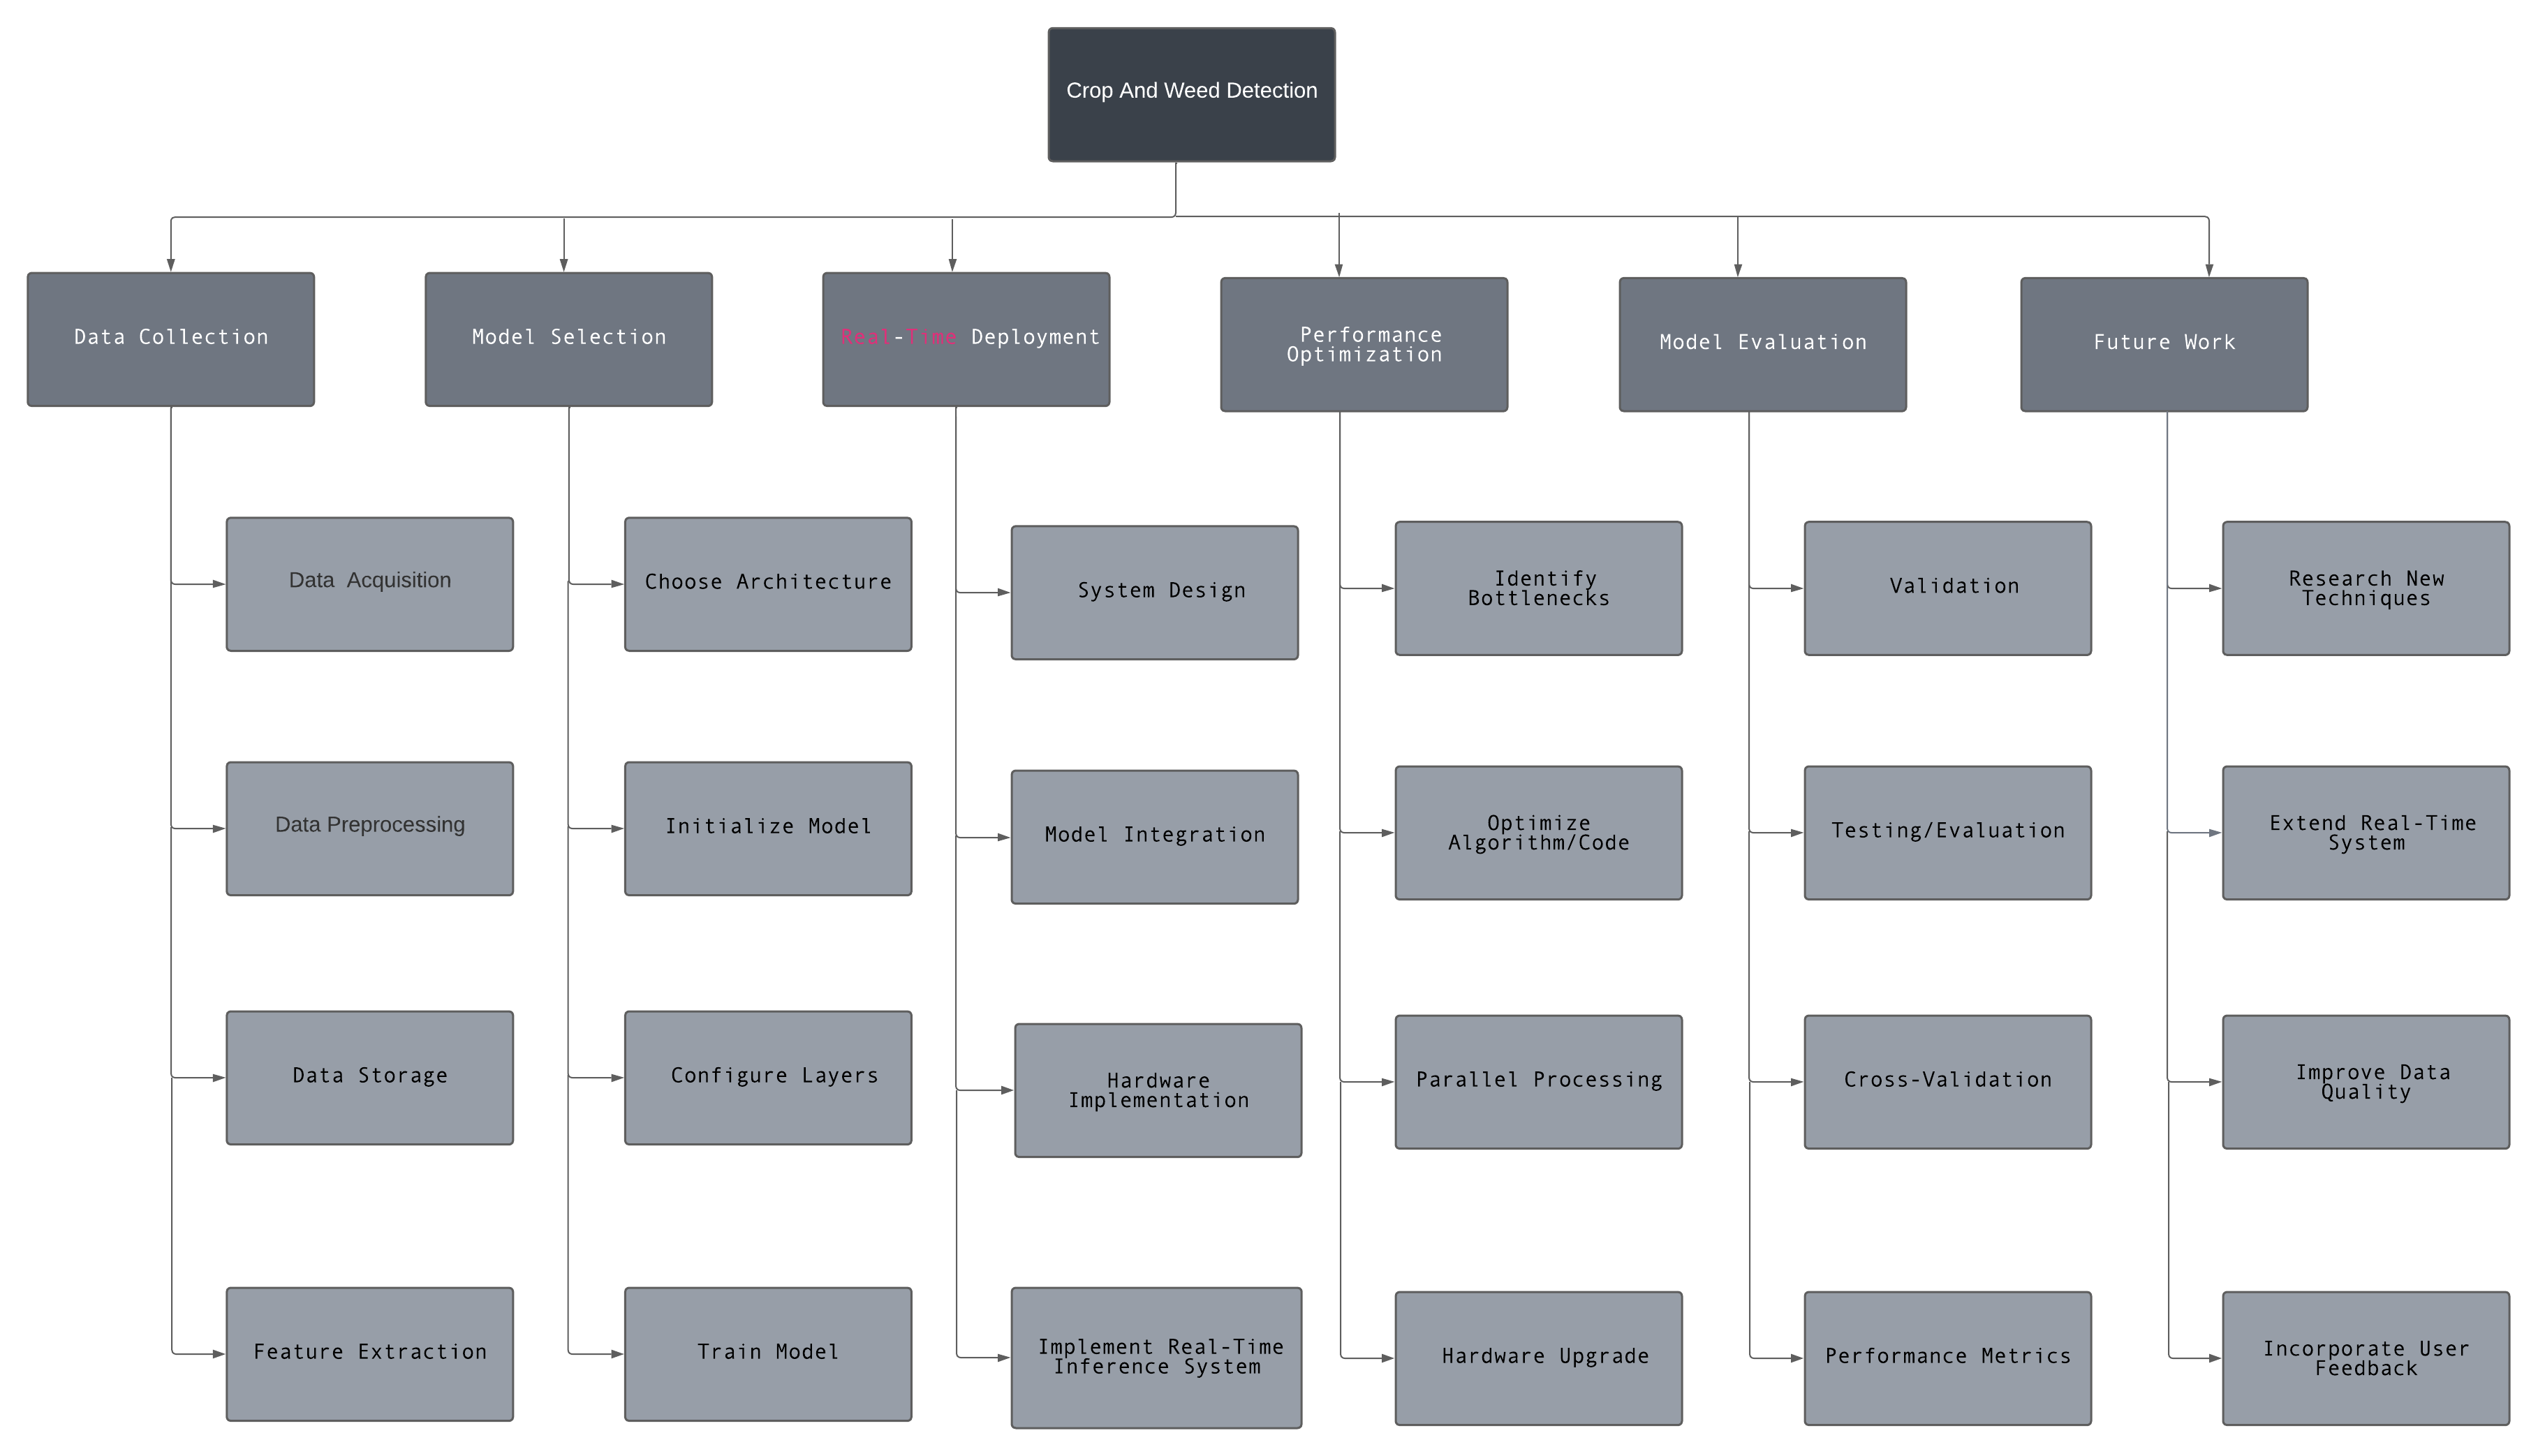 Crop And Weed Detection
Data Collection
Model Selection
Real-Time Deployment
Performance
Optimization
Model Evaluation
Future Work
Data Acquisition
Choose Architecture
System Design
Identify
Bottlenecks
Validation
Research New
Techniques
Data Preprocessing
Initialize Model
Model Integration
Optimize
Algorithm/Code
Testing/Evaluation
Extend Real-Time
System
Data Storage
Configure Layers
Hardware
Implementation
Parallel Processing
Cross-Validation
Improve Data
Quality
Feature Extraction
Train Model
Implement Real-Time
Inference System
Hardware Upgrade
Performance Metrics
Incorporate User
Feedback